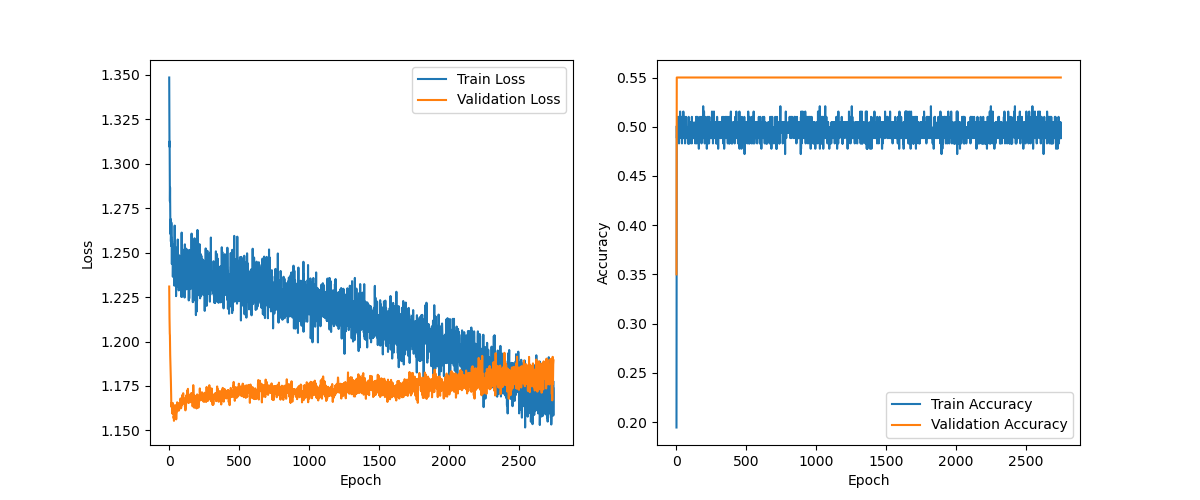 1.350
1.325
1.300
1.275
1.250
1.225
1.200
1.175
1.150
Loss
0 500 1000 1500 2000 2500
Epoch
Train Loss
Validation Loss
0.55
0.50
0.45
0.40
0.35
0.30
0.25
0.20
Accuracy
0 500 1000 1500 2000 2500
Epoch
Train Accuracy
Validation Accuracy